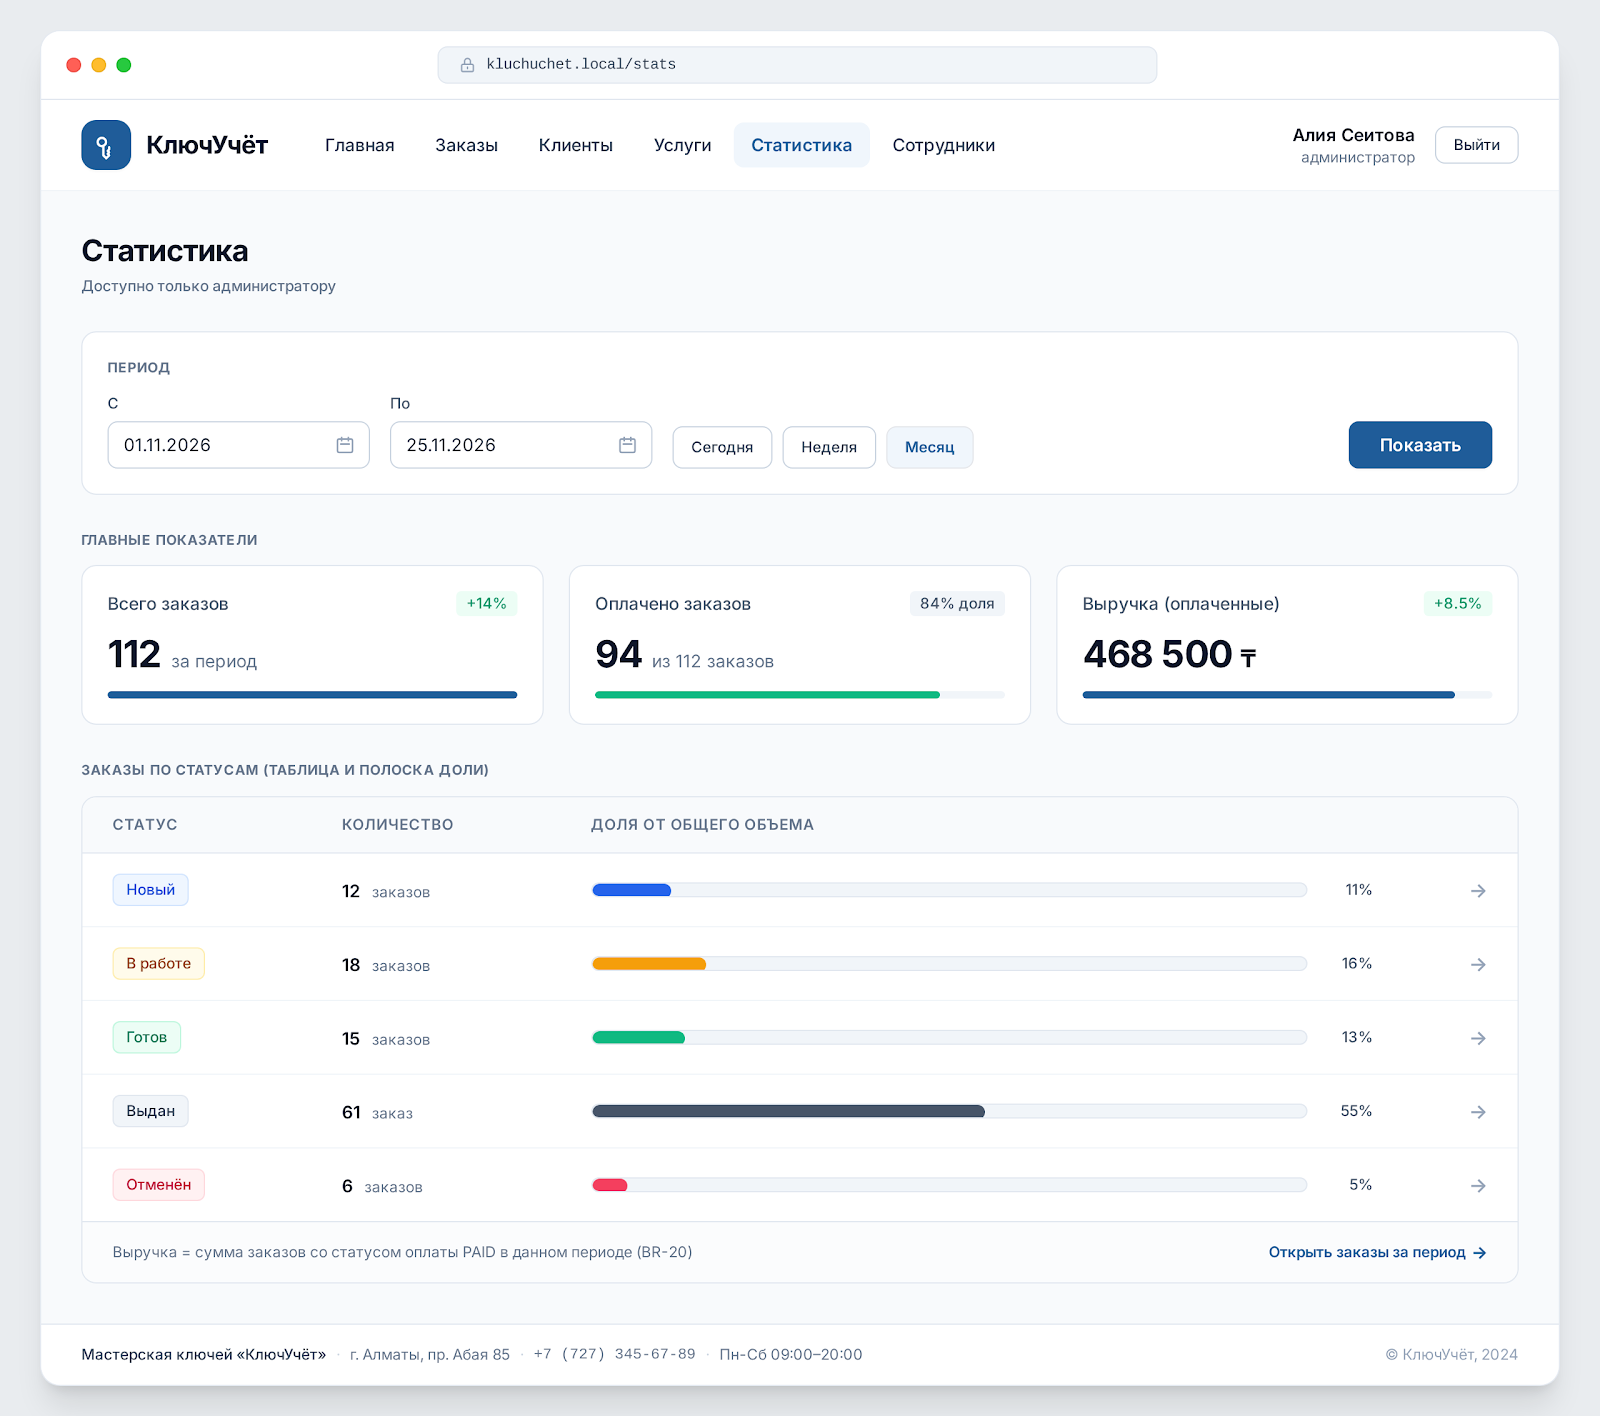 kluchuchet.local/stats
КлючУчёт Главная Заказы Клиенты Услуги Статистика Сотрудники Алия Сеитова Выйти
администратор
Статистика
Доступно только администратору
ПЕРИОД
С По
01.11.2026 25.11.2026 Сегодня Неделя Месяц Показать
ГЛАВНЫЕ ПОКАЗАТЕЛИ
Всего заказов +14%
112 за период
Оплачено заказов 84% доля
94 из 112 заказов
Выручка (оплаченные) +8.5%
468 500 ₸
ЗАКАЗЫ ПО СТАТУСАМ (ТАБЛИЦА И ПОЛОСКА ДОЛИ)
СТАТУС КОЛИЧЕСТВО ДОЛЯ ОТ ОБЩЕГО ОБЪЕМА
Новый 12 заказов 11% →
В работе 18 заказов 16% →
Готов 15 заказов 13% →
Выдан 61 заказ 55% →
Отменён 6 заказов 5% →
Выручка = сумма заказов со статусом оплаты PAID в данном периоде (BR-20) Открыть заказы за период →
Мастерская ключей «КлючУчёт» · г. Алматы, пр. Абая 85 · +7 (727) 345-67-89 · Пн-Сб 09:00–20:00 © КлючУчёт, 2024